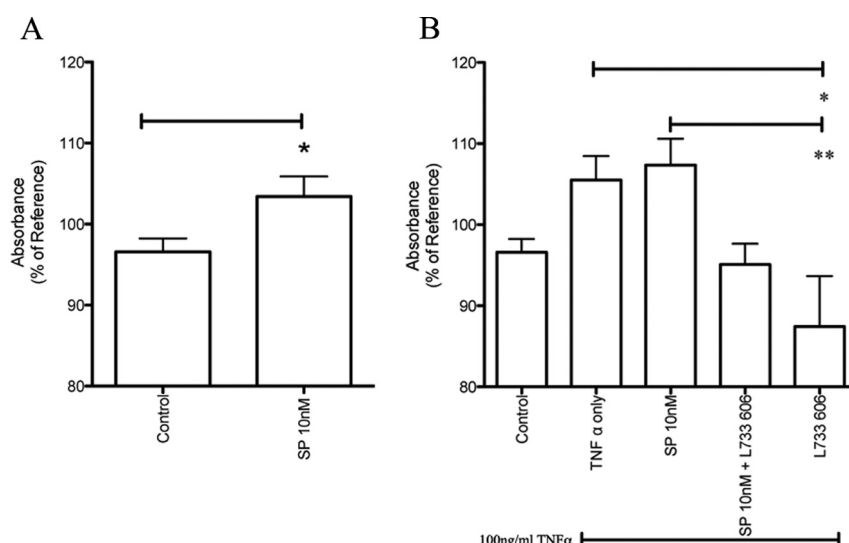 A
B
Absorbance
(% of Reference)
120
110
100
90
80
*
Control
SP 10nM
Absorbance
(% of Reference)
120
110
100
90
80
*
**
Control
TNF α only
SP 10nM
SP 10nM + L733 606
L733 606
100ng/ml TNFα